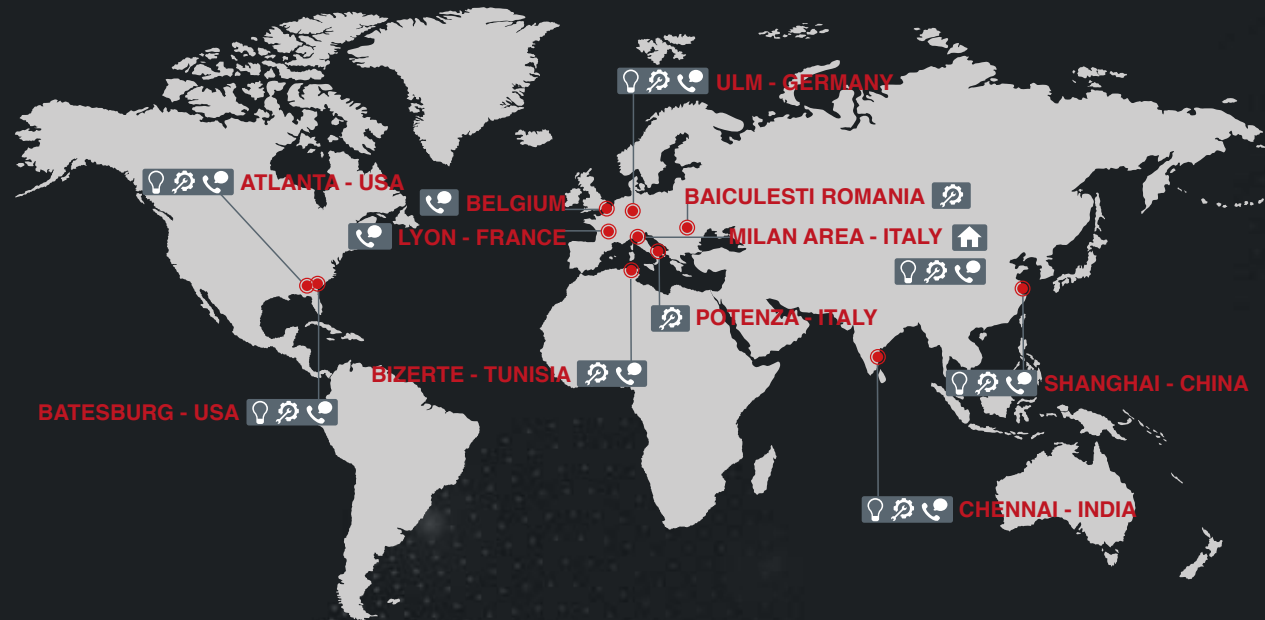 ULM - GERMANY
ATLANTA - USA
BELGIUM
BAICULESTI ROMANIA
LYON - FRANCE
MILAN AREA - ITALY
POTENZA - ITALY
BIZERTE - TUNISIA
SHANGHAI - CHINA
BATESBURG - USA
CHENNAI - INDIA